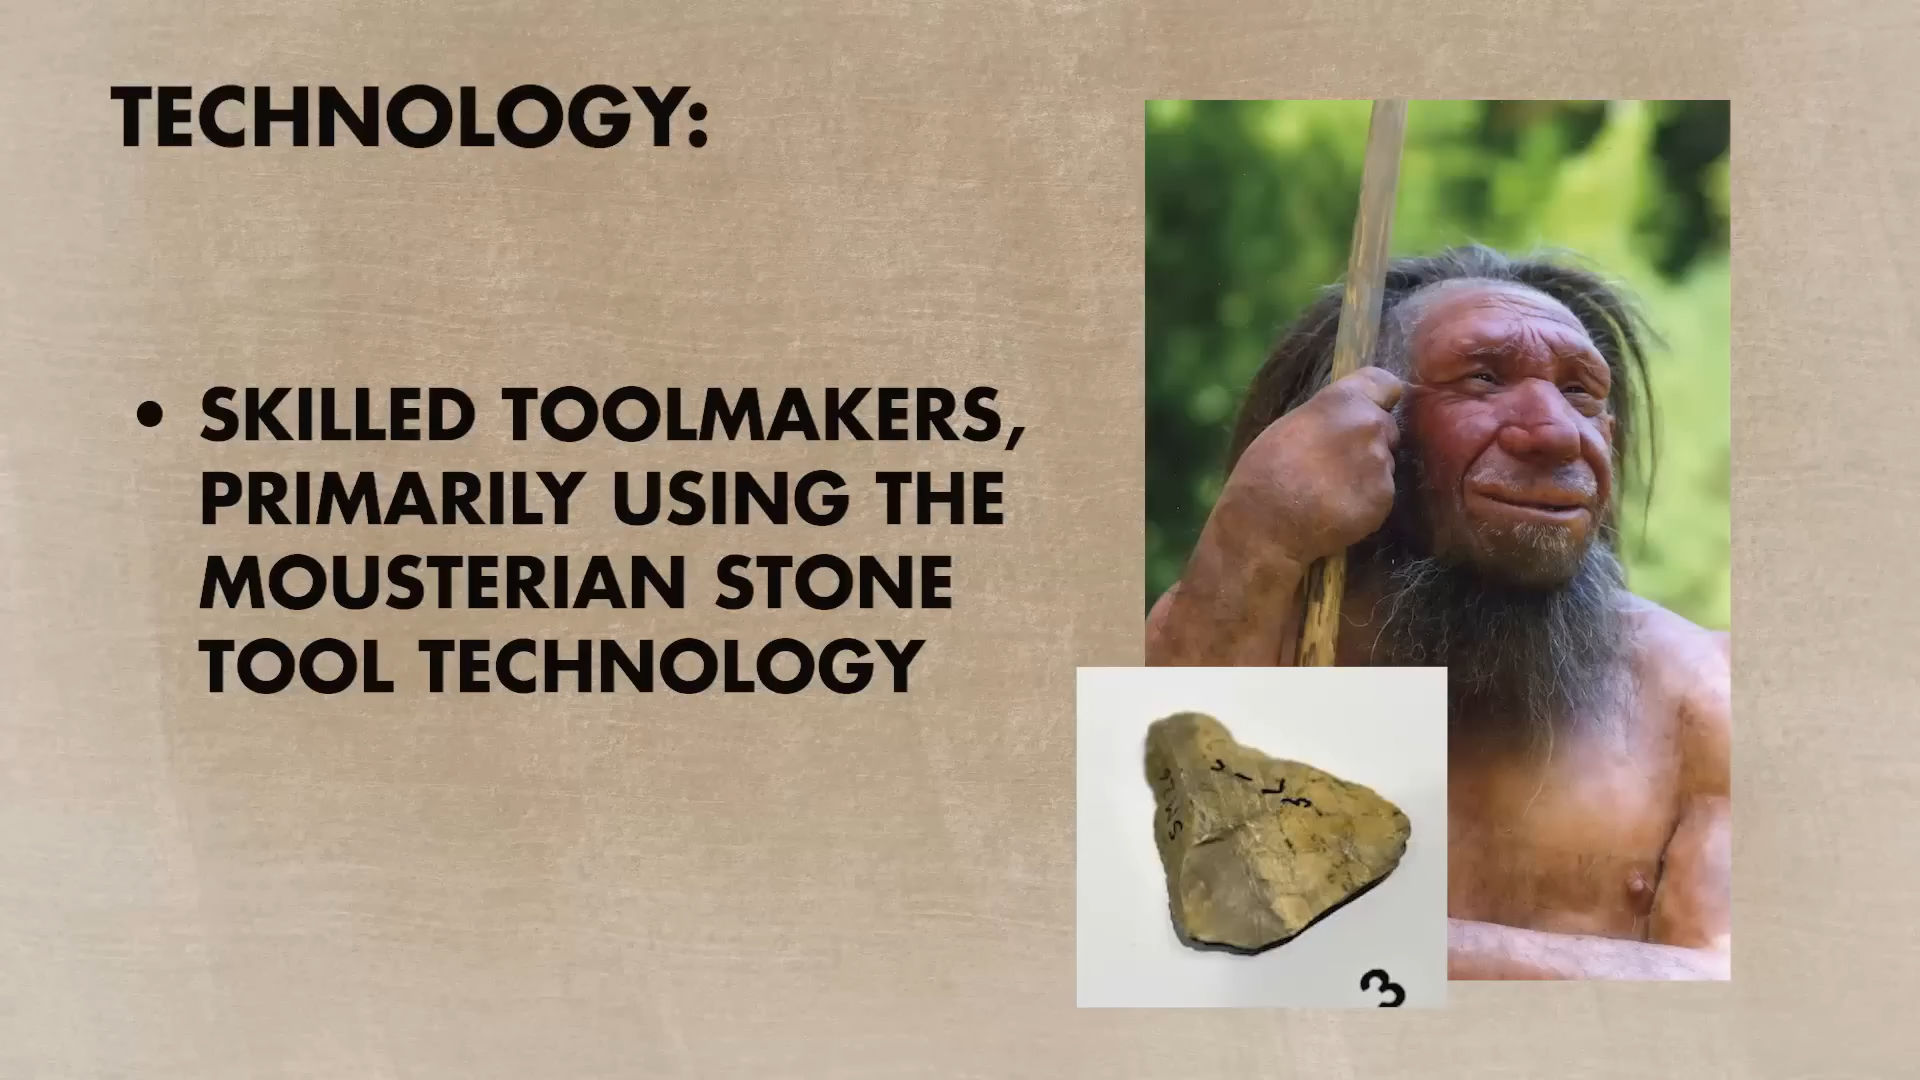 TECHNOLOGY:
• SKILLED TOOLMAKERS,
PRIMARILY USING THE
MOUSTERIAN STONE
TOOL TECHNOLOGY
3